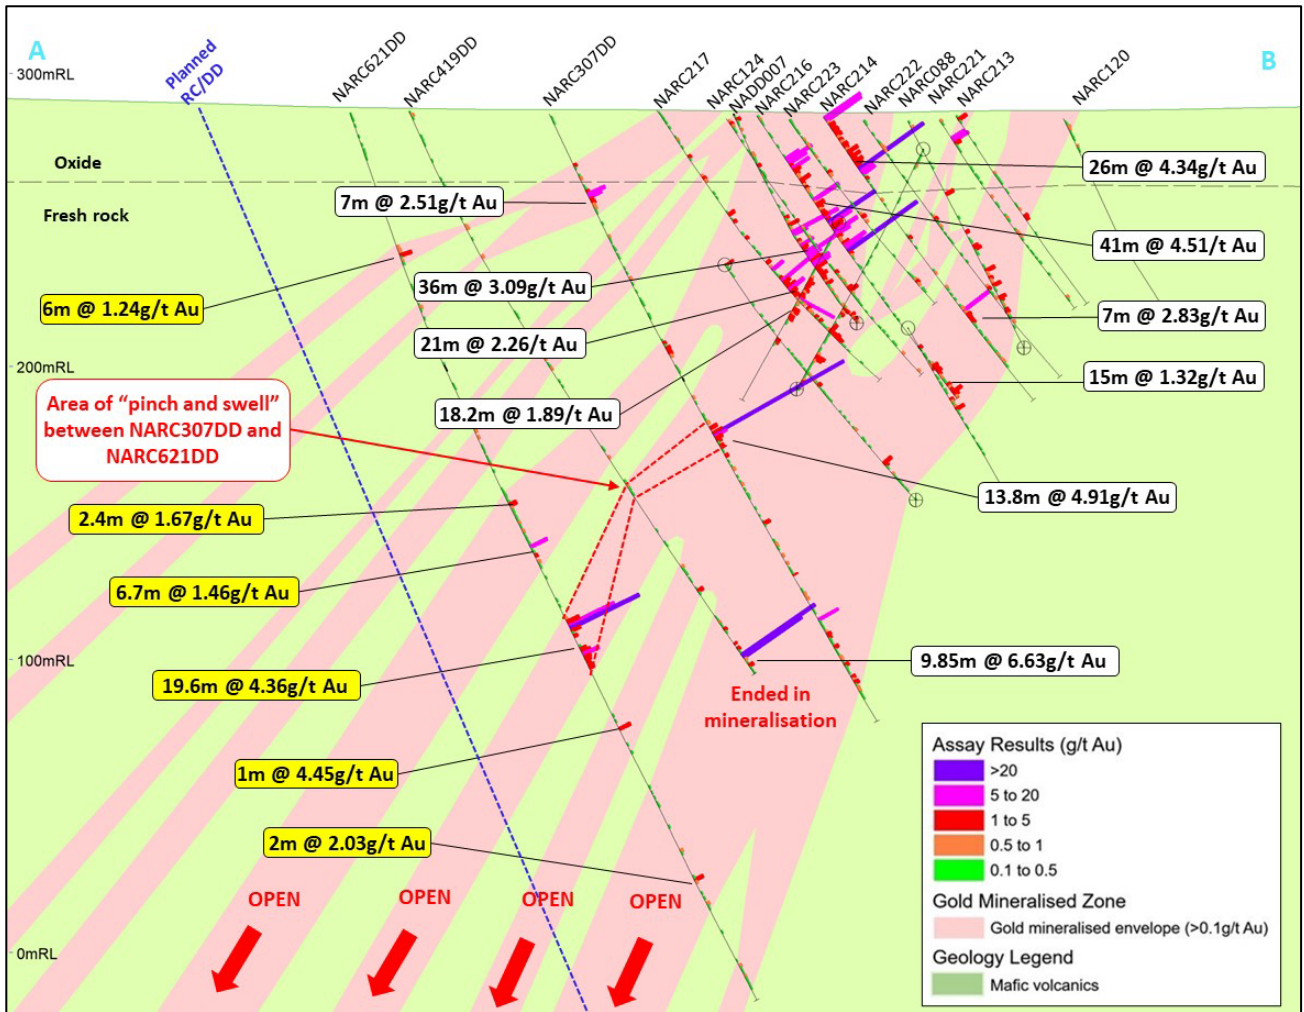 A
B
300mRL
Planned
RC/DD
NARC621DD
NARC419DD
NARC307DD
NARC217
NARC124
NADD007
NARC216
NARC223
NARC214
NARC222
NARC088
NARC221
NARC213
NARC120
Oxide
Fresh rock
26m @ 4.34g/t Au
7m @ 2.51g/t Au
41m @ 4.51/t Au
36m @ 3.09g/t Au
6m @ 1.24g/t Au
7m @ 2.83g/t Au
21m @ 2.26/t Au
200mRL
15m @ 1.32g/t Au
Area of “pinch and swell”
between NARC307DD and
NARC621DD
18.2m @ 1.89/t Au
13.8m @ 4.91g/t Au
2.4m @ 1.67g/t Au
6.7m @ 1.46g/t Au
100mRL
9.85m @ 6.63g/t Au
19.6m @ 4.36g/t Au
Ended in
mineralisation
1m @ 4.45g/t Au
2m @ 2.03g/t Au
OPEN
OPEN
OPEN
OPEN
0mRL
Assay Results (g/t Au)
>20
5 to 20
1 to 5
0.5 to 1
0.1 to 0.5
Gold Mineralised Zone
Gold mineralised envelope (>0.1g/t Au)
Geology Legend
Mafic volcanics